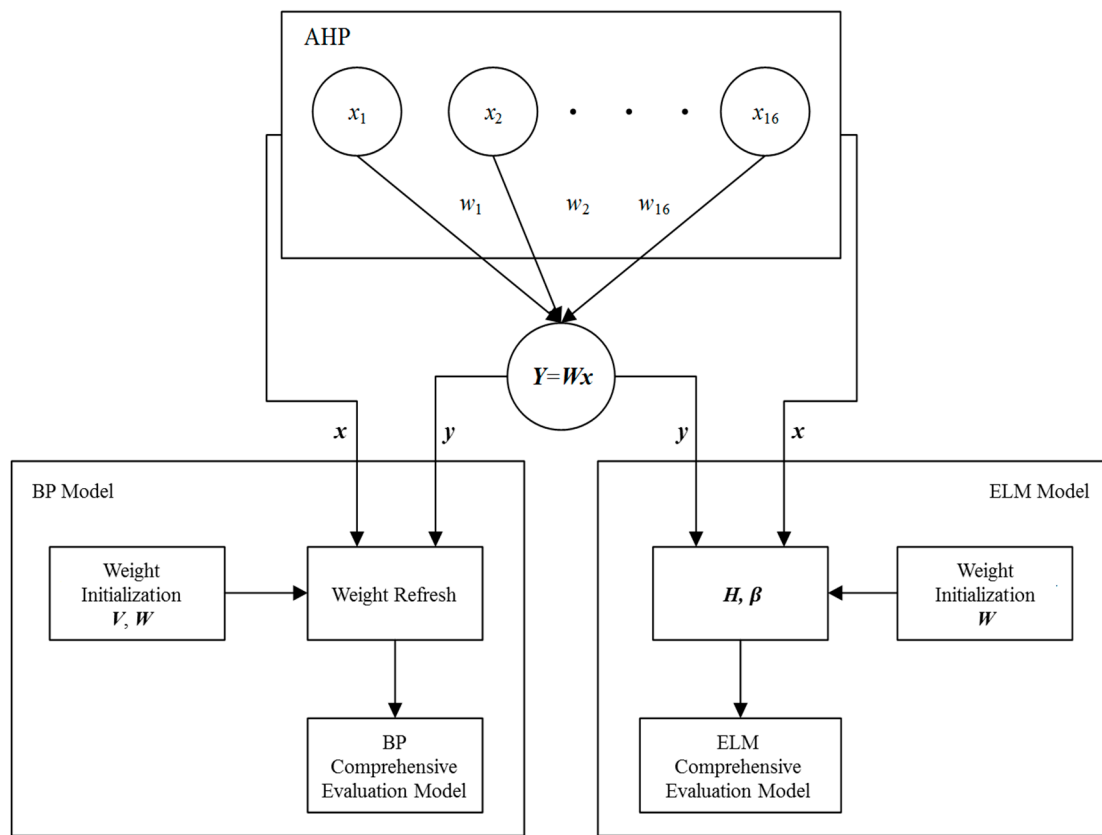 AHP
x1 x2 · · · x16
w1 w2 w16
Y=Wx
x y y x
BP Model
ELM Model
Weight
Initialization
V, W
Weight Refresh
H, β
Weight
Initialization
W
BP
Comprehensive
Evaluation Model
ELM
Comprehensive
Evaluation Model